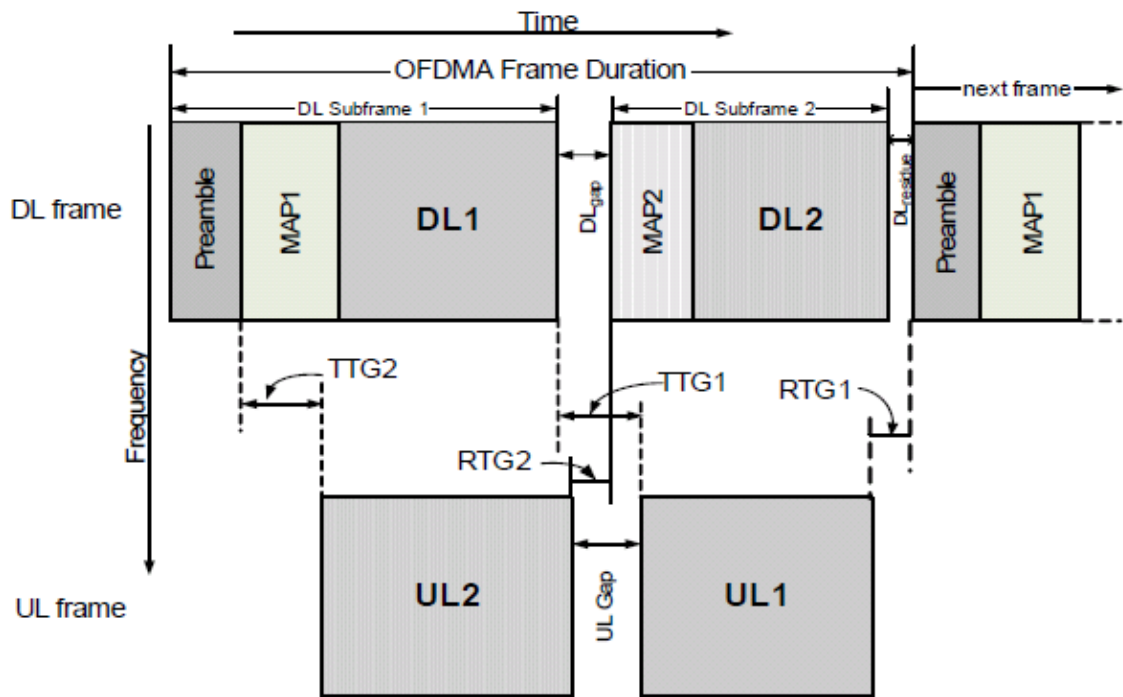 Time
OFDMA Frame Duration
next frame
DL Subframe 1
DL Subframe 2
DL frame
Preamble
MAP1
DL1
DLgap
MAP2
DL2
DLresidue
Preamble
MAP1
TTG2
TTG1
RTG1
Frequency
RTG2
UL frame
UL2
UL Gap
UL1